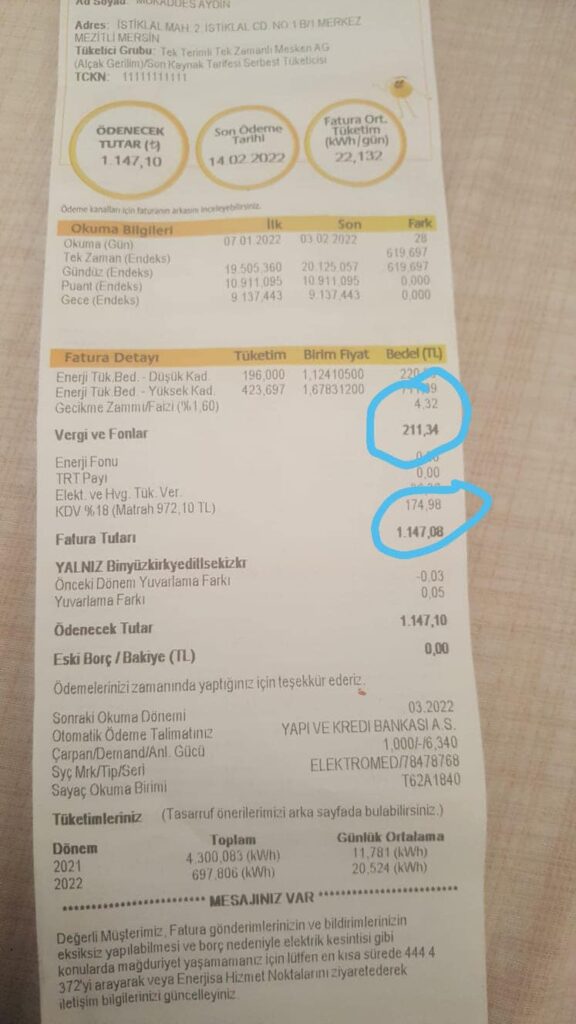 Ad Soyad: MUKADDES AYDIN
Adres: İSTİKLAL MAH. 2. İSTİKLAL CD. NO:1 B/1 MERKEZ
MEZİTLİ MERSİN
Tüketici Grubu: Tek Terimli Tek Zamanlı Mesken AG
(Alçak Gerilim)/Son Kaynak Tarifesi Serbest Tüketicisi
TCKN: 11111111111
ÖDENECEK
TUTAR (₺)
1.147,10
Son Ödeme
Tarihi
14.02.2022
Fatura Ort.
Tüketim
(kWh/gün)
22,132
Ödeme kanalları için faturanın arkasını inceleyebilirsiniz.
Okuma Bilgileri İlk Son Fark
Okuma (Gün) 07.01.2022 03.02.2022 28
Tek Zaman (Endeks) 619,697
Gündüz (Endeks) 19.505,360 20.125,057 619,697
Puant (Endeks) 10.911,095 10.911,095 0,000
Gece (Endeks) 9.137,443 9.137,443 0,000
Fatura Detayı Tüketim Birim Fiyat Bedel (TL)
Enerji Tük.Bed. - Düşük Kad. 196,000 1,12410500
Enerji Tük.Bed. - Yüksek Kad. 423,697 1,67831200
Gecikme Zammı/Faizi (%1,60) 4,32
Vergi ve Fonlar 211,34
Enerji Fonu
TRT Payı 0,00
Elekt. ve Hvg. Tük. Ver.
KDV %18 (Matrah 972,10 TL) 174,98
Fatura Tutarı 1.147,08
YALNIZ Binyüzkırkyedillsekizkr
Önceki Dönem Yuvarlama Farkı -0.03
Yuvarlama Farkı 0,05
Ödenecek Tutar 1.147,10
Eski Borç / Bakiye (TL) 0,00
Ödemelerinizi zamanında yaptığınız için teşekkür ederiz.
Sonraki Okuma Dönemi 03.2022
Otomatik Ödeme Talimatınız YAPI VE KREDİ BANKASI A.S.
Çarpan/Demand/Anl. Gücü 1,000/-/6,340
Syç Mrk/Tip/Seri ELEKTROMED/78478768
Sayaç Okuma Birimi T62A1840
Tüketimleriniz (Tasarruf önerilerimizi arka sayfada bulabilirsiniz.)
Dönem Toplam Günlük Ortalama
2021 4.300,083 (kWh) 11,781 (kWh)
2022 697,806 (kWh) 20,524 (kWh)
******************** MESAJINIZ VAR ********************
Değerli Müşterimiz, Fatura gönderimlerinizin ve bildirimlerinizin
eksiksiz yapılabilmesi ve borç nedeniyle elektrik kesintisi gibi
konularda mağduriyet yaşamamanız için lütfen en kısa sürede 444 4
372'yi arayarak veya Enerjisa Hizmet Noktalarını ziyaretederek
iletişim bilgilerinizi güncelleyiniz.